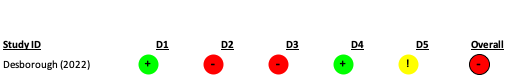 Study ID D1 D2 D3 D4 D5 Overall
Desborough (2022) + - - + ! -